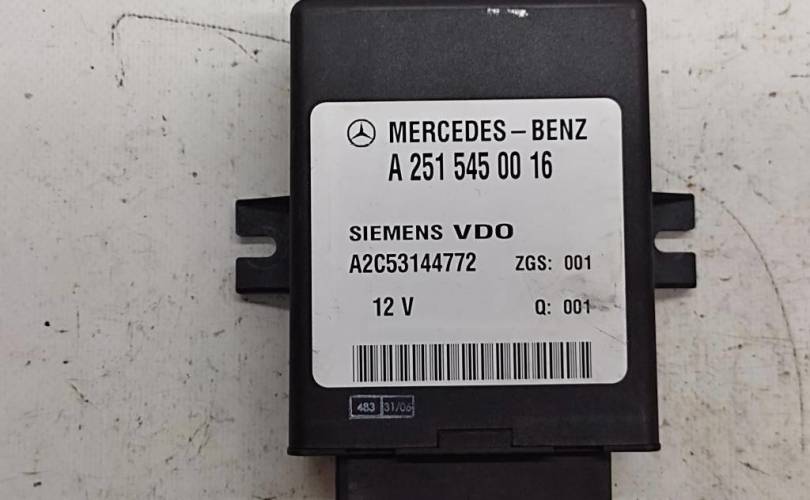 MERCEDES-BENZ
A 251 545 00 16
SIEMENS VDO
A2C53144772 ZGS: 001
12 V Q: 001
483 31/06